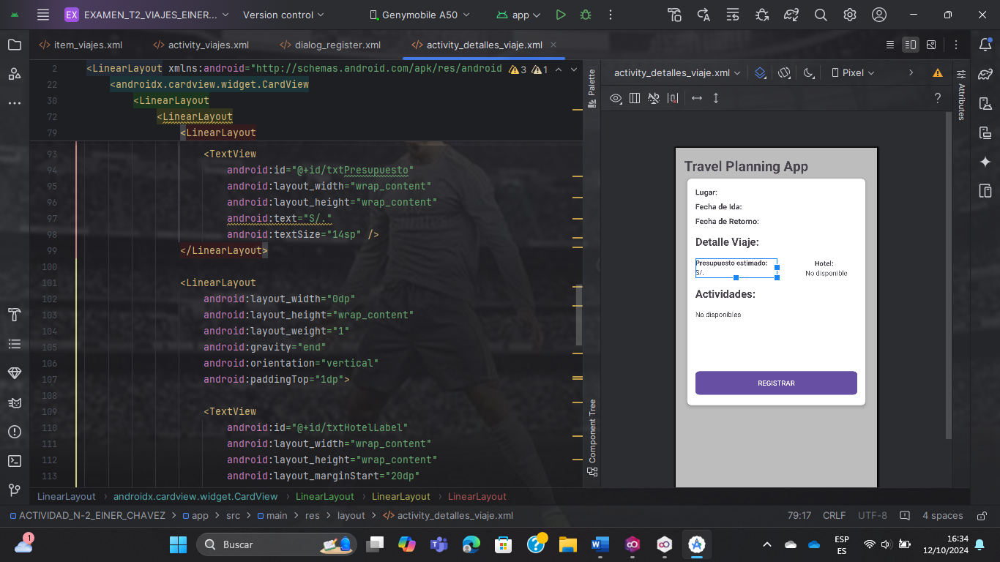 EX EXAMEN_T2_VIAJES_EINER... Version control Genymobile A50 app
item_viajes.xml activity_viajes.xml dialog_register.xml activity_detalles_viaje.xml
2 <LinearLayout xmlns:android="http://schemas.android.com/apk/res/android 3 1
22 <androidx.cardview.widget.CardView
30 <LinearLayout
72 <LinearLayout
79 <LinearLayout
93 <TextView
94 android:id="@+id/txtPresupuesto"
95 android:layout_width="wrap_content"
96 android:layout_height="wrap_content"
97 android:text="S/."
98 android:textSize="14sp" />
99 </LinearLayout>
100
101 <LinearLayout
102 android:layout_width="0dp"
103 android:layout_height="wrap_content"
104 android:layout_weight="1"
105 android:gravity="end"
106 android:orientation="vertical"
107 android:paddingTop="1dp">
108
109 <TextView
110 android:id="@+id/txtHotelLabel"
111 android:layout_width="wrap_content"
112 android:layout_height="wrap_content"
113 android:layout_marginStart="20dp"
Palette
Component Tree
activity_detalles_viaje.xml Pixel
?
Attributes
Travel Planning App
Lugar:
Fecha de Ida:
Fecha de Retorno:
Detalle Viaje:
Presupuesto estimado: Hotel:
S/. No disponible
Actividades:
No disponibles
REGISTRAR
LinearLayout androidx.cardview.widget.CardView LinearLayout LinearLayout LinearLayout
ACTIVIDAD_N-2_EINER_CHAVEZ app src main res layout activity_detalles_viaje.xml 79:17 CRLF UTF-8 4 spaces
1 Buscar ESP 16:34
ES 12/10/2024